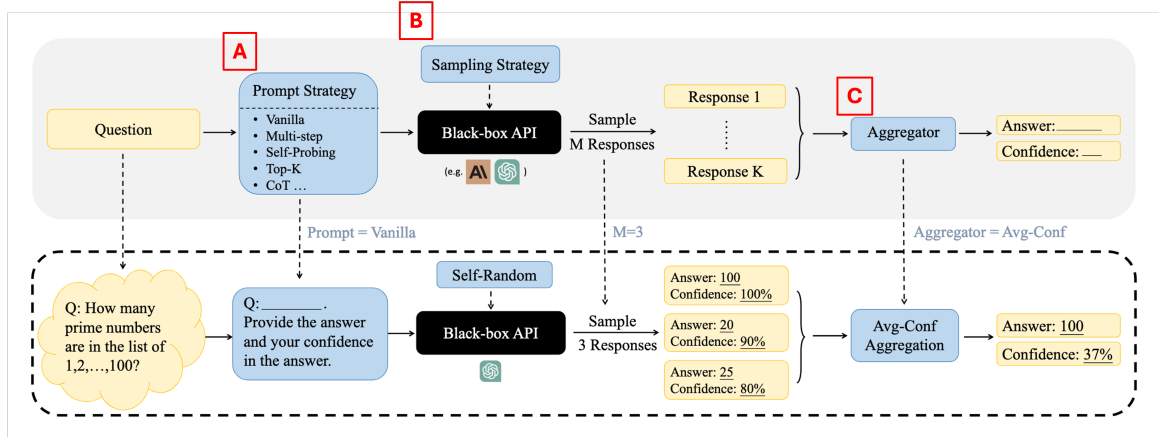 A
B
C
Question
Prompt Strategy
• Vanilla
• Multi-step
• Self-Probing
• Top-K
• CoT ...
Sampling Strategy
Black-box API
(e.g. A\ )
Sample
M Responses
Response 1
......
Response K
Aggregator
Answer:_____
Confidence: ___
Prompt = Vanilla
M=3
Aggregator = Avg-Conf
Q: How many
prime numbers
are in the list of
1,2,...,100?
Q:________.
Provide the answer
and your confidence
in the answer.
Self-Random
Black-box API
Sample
3 Responses
Answer: 100
Confidence: 100%
Answer: 20
Confidence: 90%
Answer: 25
Confidence: 80%
Avg-Conf
Aggregation
Answer: 100
Confidence: 37%